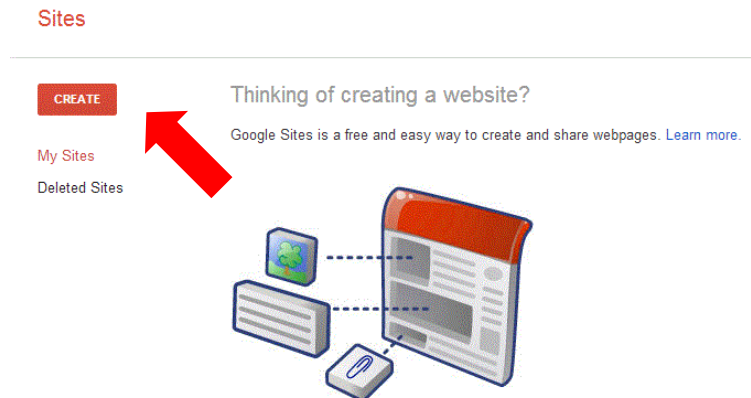 Sites
CREATE
Thinking of creating a website?
Google Sites is a free and easy way to create and share webpages. Learn more.
My Sites
Deleted Sites